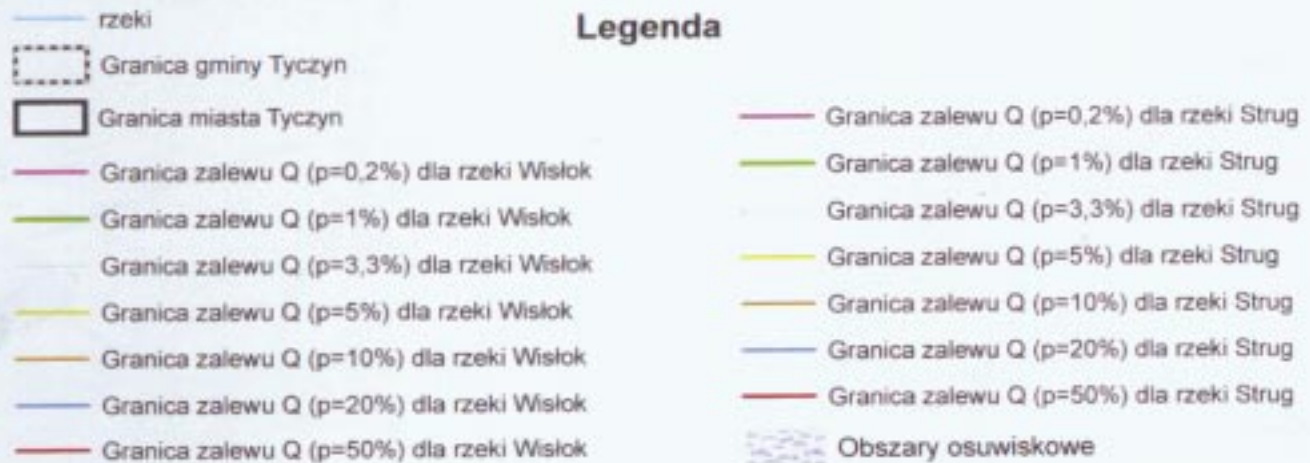 Legenda
rzeki
Granica gminy Tyczyn
Granica miasta Tyczyn
Granica zalewu Q (p=0,2%) dla rzeki Wisłok
Granica zalewu Q (p=1%) dla rzeki Wisłok
Granica zalewu Q (p=3,3%) dla rzeki Wisłok
Granica zalewu Q (p=5%) dla rzeki Wisłok
Granica zalewu Q (p=10%) dla rzeki Wisłok
Granica zalewu Q (p=20%) dla rzeki Wisłok
Granica zalewu Q (p=50%) dla rzeki Wisłok
Granica zalewu Q (p=0,2%) dla rzeki Strug
Granica zalewu Q (p=1%) dla rzeki Strug
Granica zalewu Q (p=3,3%) dla rzeki Strug
Granica zalewu Q (p=5%) dla rzeki Strug
Granica zalewu Q (p=10%) dla rzeki Strug
Granica zalewu Q (p=20%) dla rzeki Strug
Granica zalewu Q (p=50%) dla rzeki Strug
Obszary osuwiskowe